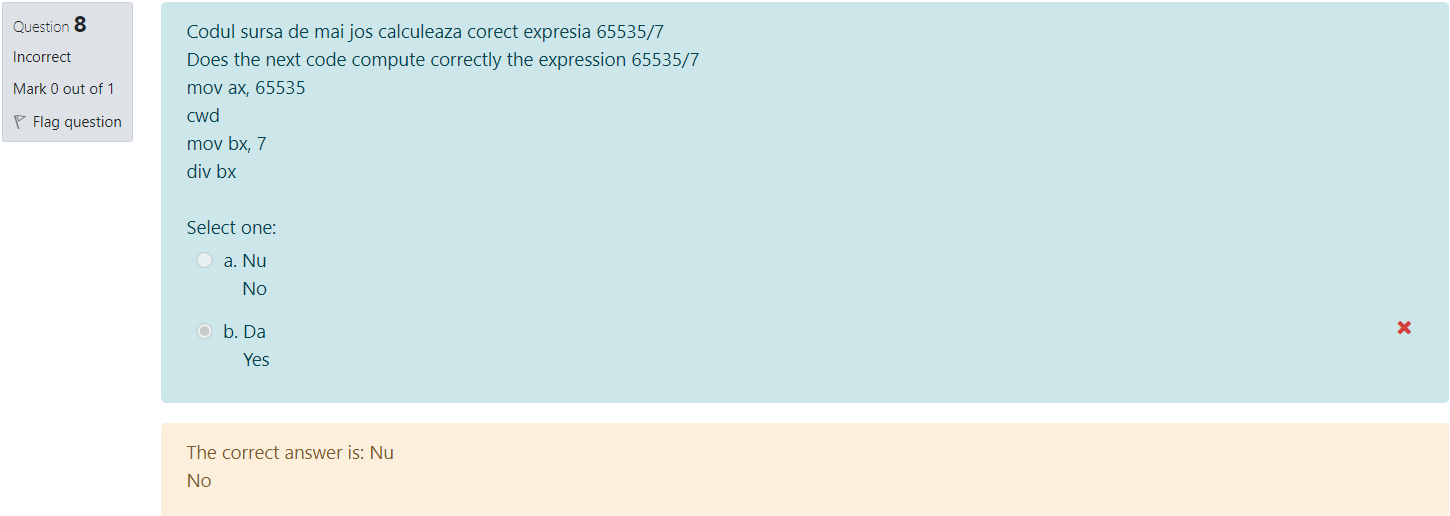 Question 8
Incorrect
Mark 0 out of 1
Flag question
Codul sursa de mai jos calculeaza corect expresia 65535/7
Does the next code compute correctly the expression 65535/7
mov ax, 65535
cwd
mov bx, 7
div bx
Select one:
a. Nu
No
b. Da
Yes
The correct answer is: Nu
No